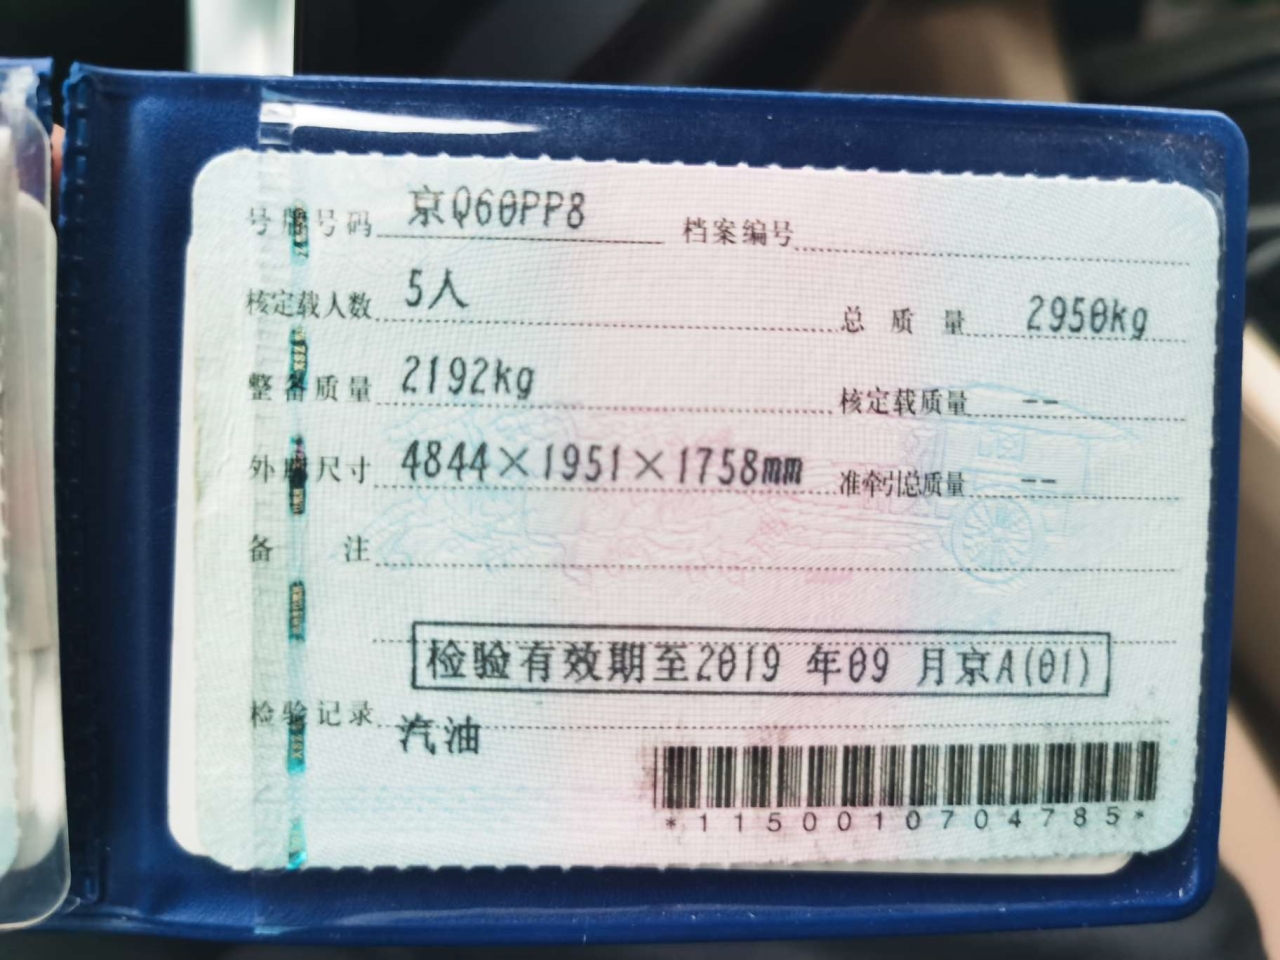 号牌号码 京Q60PP8 档案编号
核定载人数 5人 总质量 2950kg
整备质量 2192kg 核定载质量 --
外廓尺寸 4844×1951×1758mm 准牵引总质量 --
备注
检验有效期至2019 年09 月京A(01)
检验记录
汽油
*1150010704785*